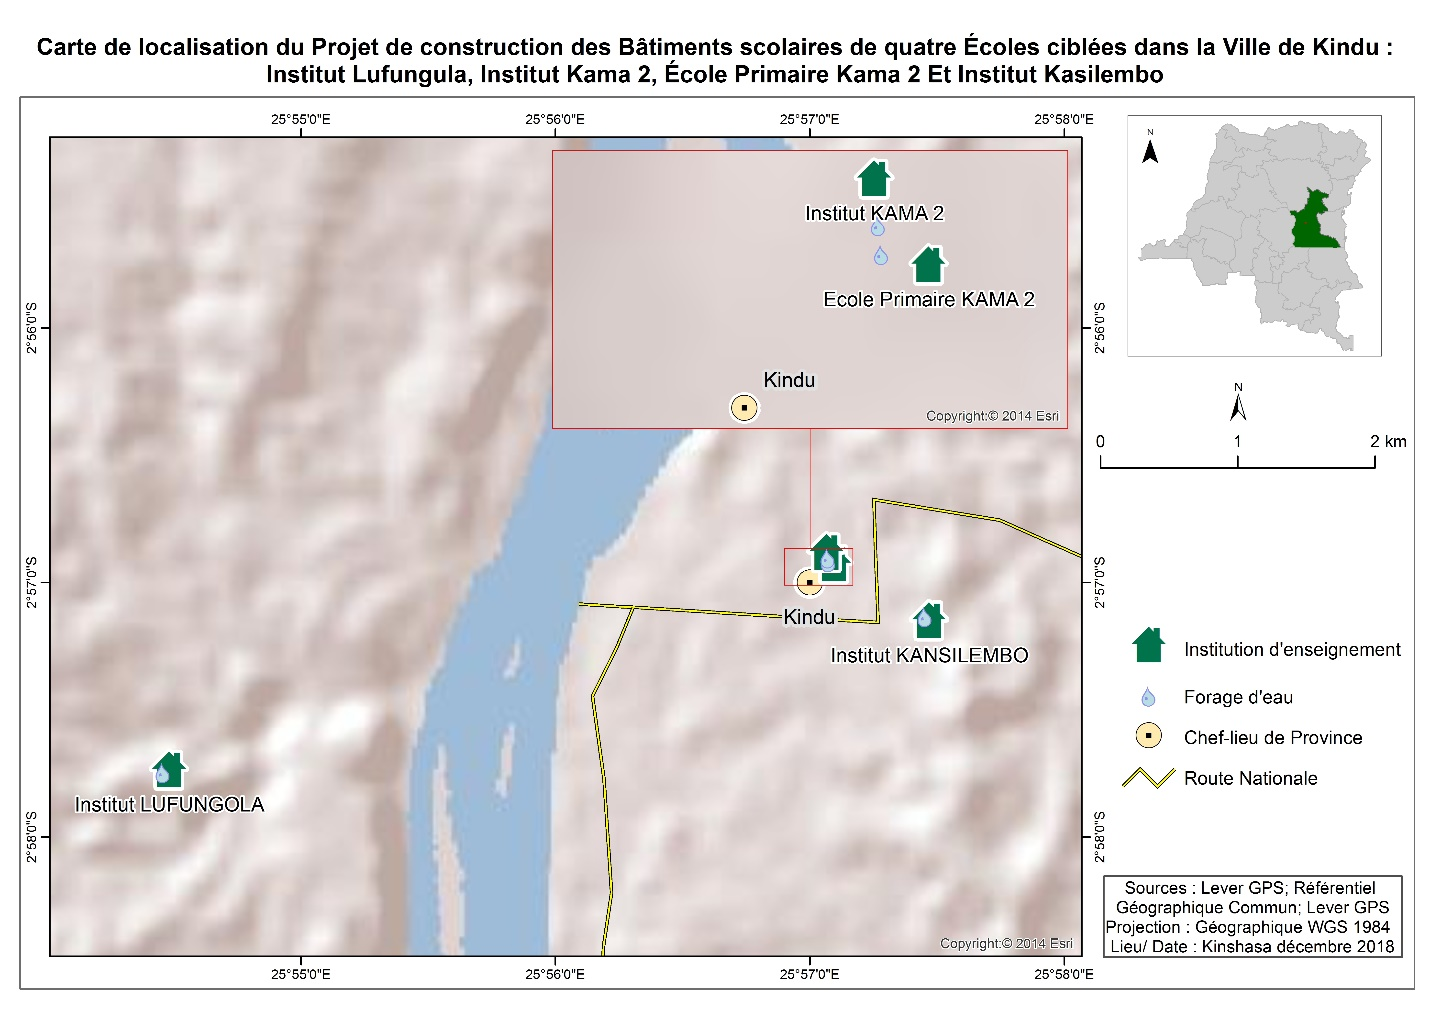 Carte de localisation du Projet de construction des Bâtiments scolaires de quatre Écoles ciblées dans la Ville de Kindu :
Institut Lufungula, Institut Kama 2, École Primaire Kama 2 Et Institut Kasilembo
25°55'0"E
25°56'0"E
25°57'0"E
25°58'0"E
2°56'0"S
2°57'0"S
2°58'0"S
Institut KAMA 2
Ecole Primaire KAMA 2
Kindu
Copyright:© 2014 Esri
Kindu
Institut KANSILEMBO
Institut LUFUNGOLA
Copyright:© 2014 Esri
2°56'0"S
2°57'0"S
2°58'0"S
25°55'0"E
25°56'0"E
25°57'0"E
25°58'0"E
N
N
0
1
2 km
Institution d'enseignement
Forage d'eau
Chef-lieu de Province
Route Nationale
Sources : Lever GPS; Référentiel
Géographique Commun; Lever GPS
Projection : Géographique WGS 1984
Lieu/ Date : Kinshasa décembre 2018